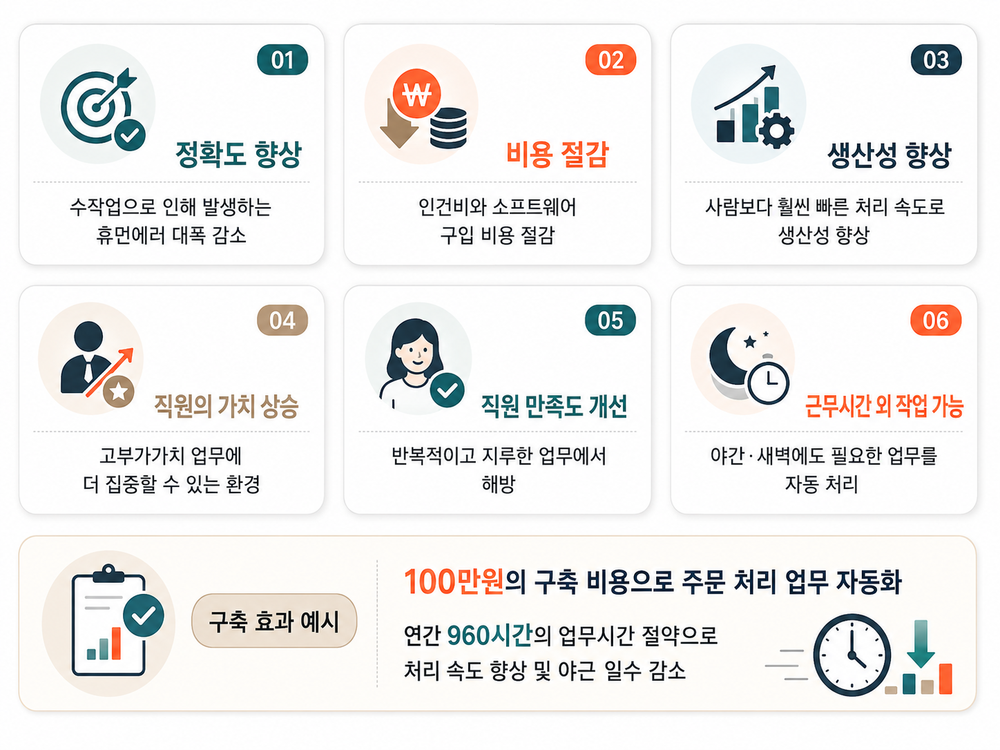 01
정확도 향상
수작업으로 인해 발생하는
휴먼에러 대폭 감소
02
₩
비용 절감
인건비와 소프트웨어
구입 비용 절감
03
생산성 향상
사람보다 훨씬 빠른 처리 속도로
생산성 향상
04
직원의 가치 상승
고부가가치 업무에
더 집중할 수 있는 환경
05
직원 만족도 개선
반복적이고 지루한 업무에서
해방
06
근무시간 외 작업 가능
야간·새벽에도 필요한 업무를
자동 처리
구축 효과 예시
100만원의 구축 비용으로 주문 처리 업무 자동화
연간 960시간의 업무시간 절약으로
처리 속도 향상 및 야근 일수 감소